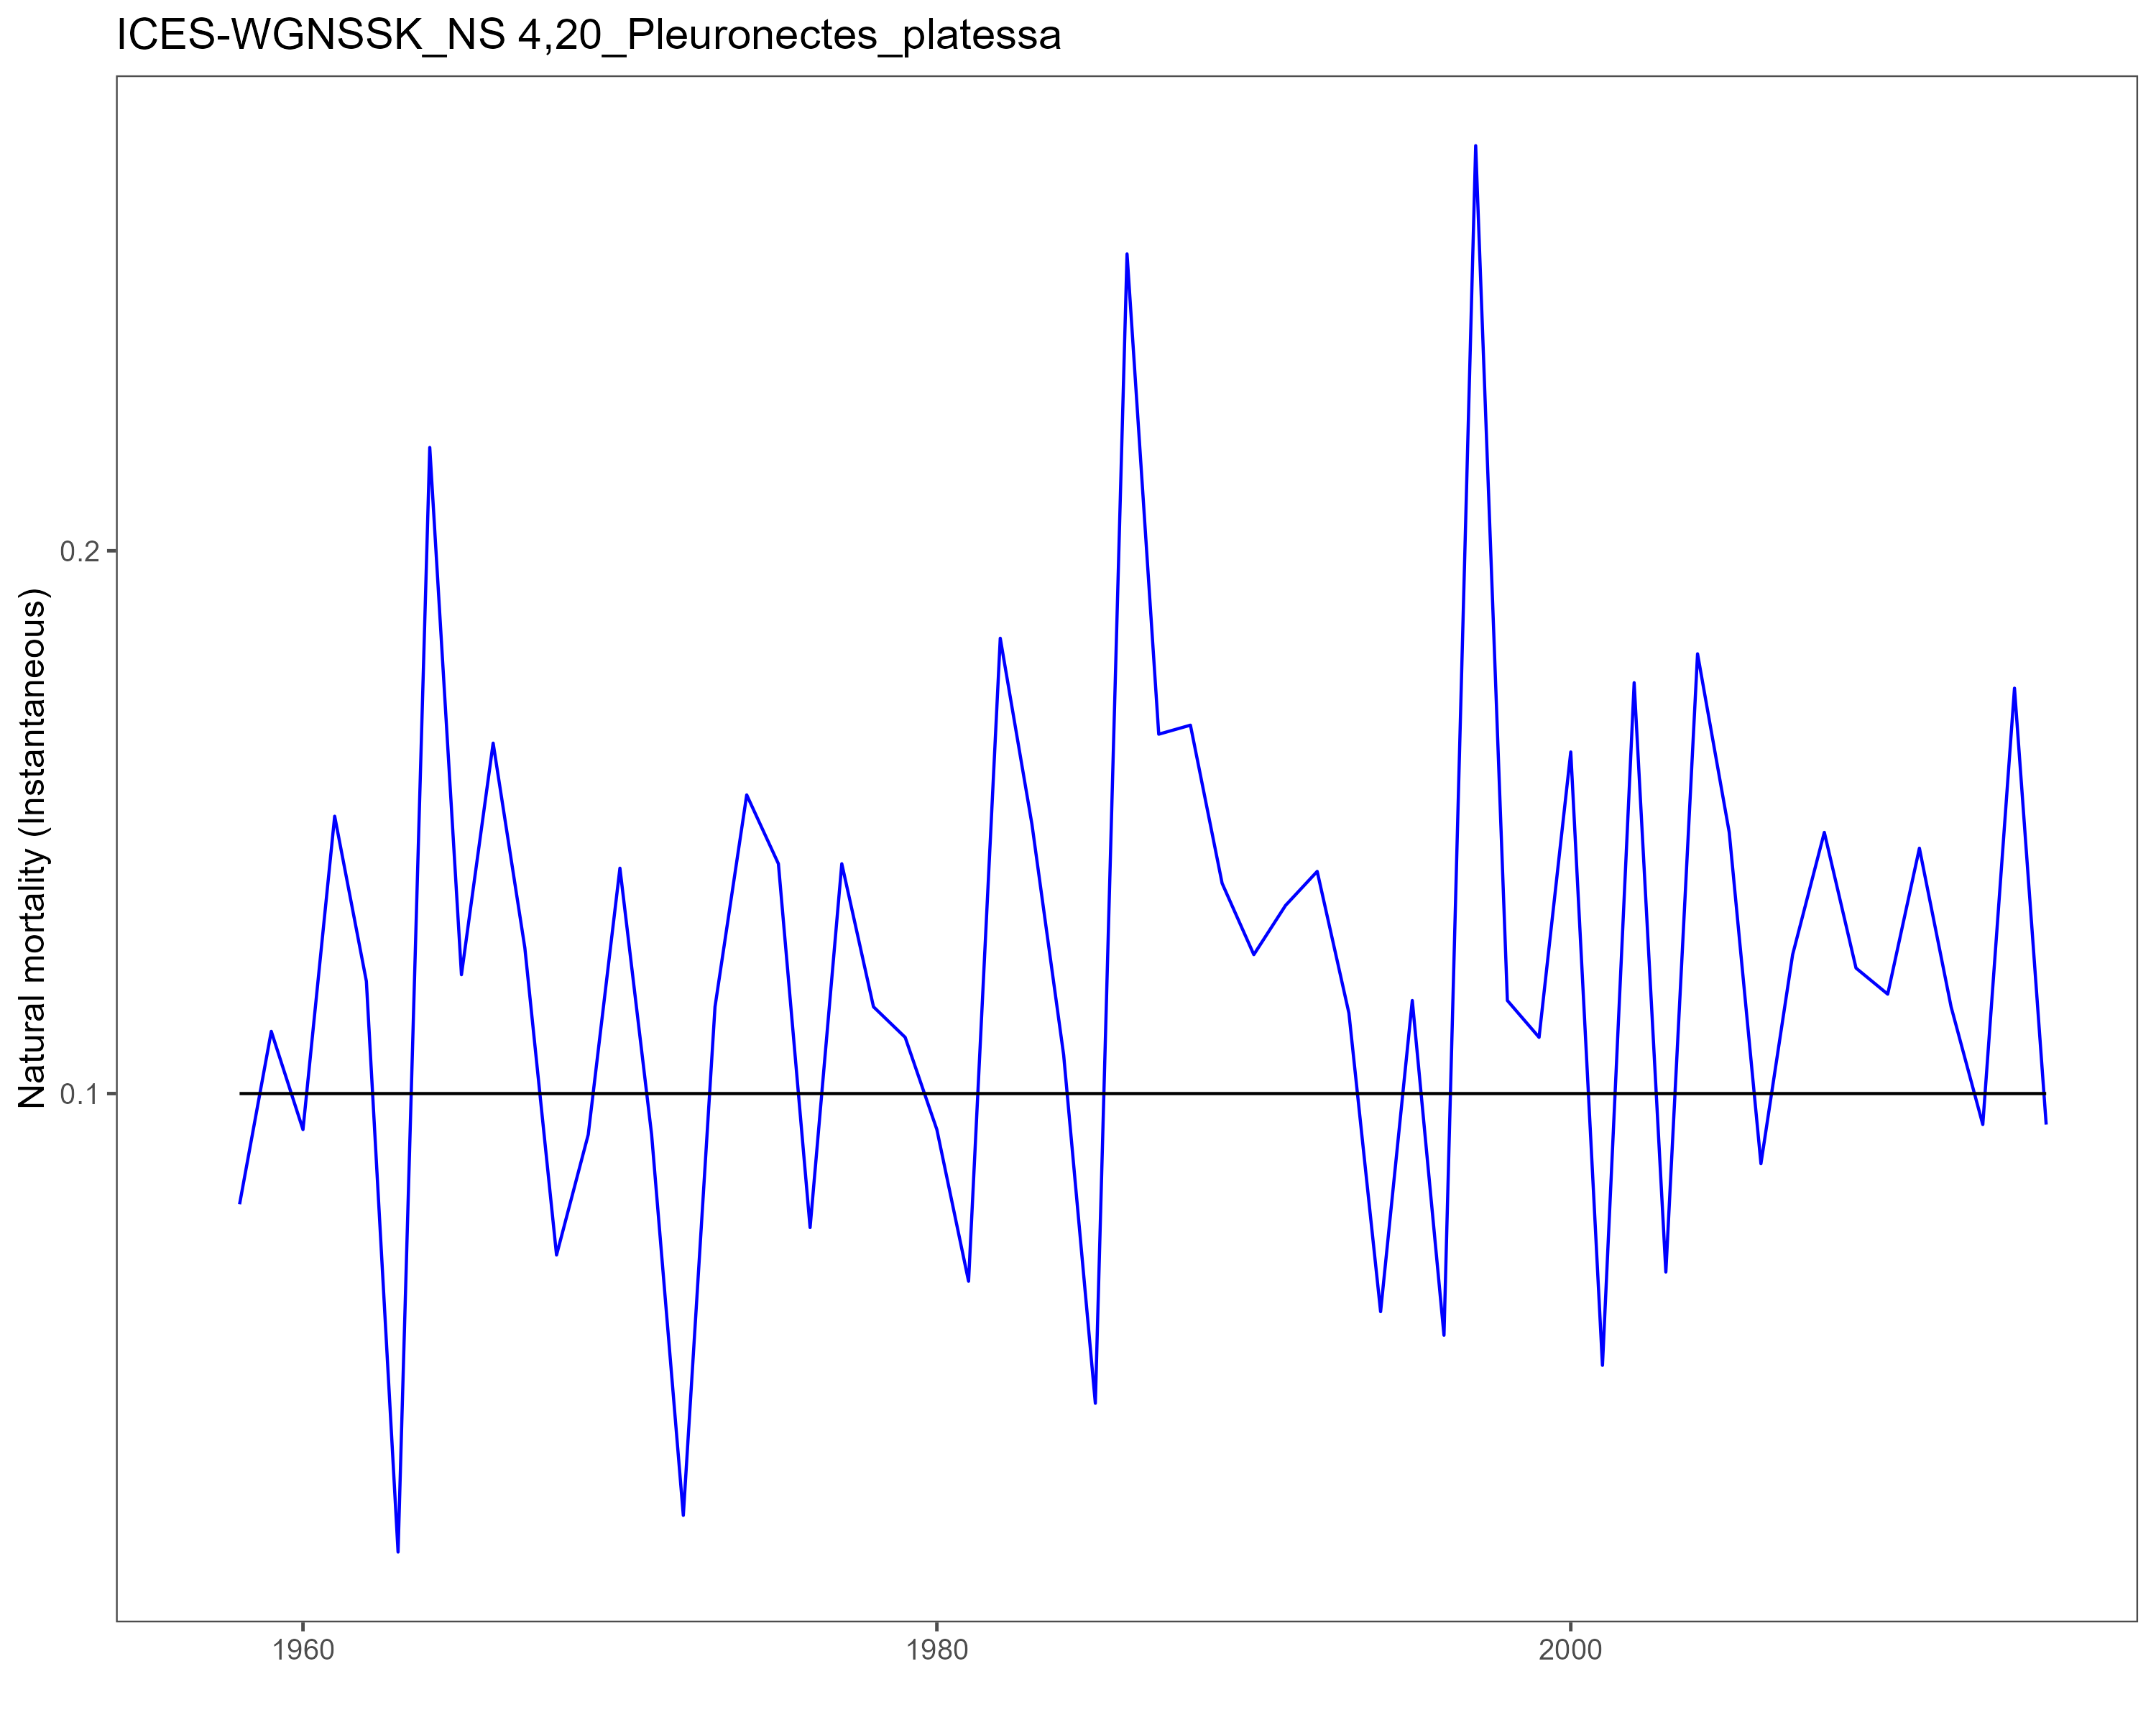 ICES-WGNSSK_NS 4,20_Pleuronectes_platessa
Natural mortality (Instantaneous)
0.2
0.1
1960
1980
2000